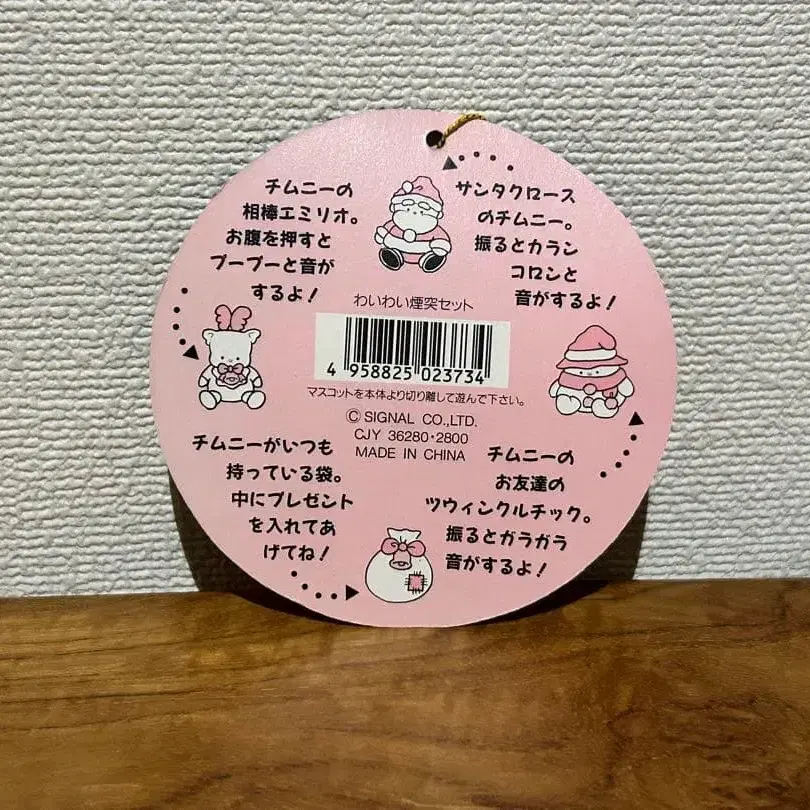 チムニーの
相棒エミリオ。
お腹を押すと
プープーと音が
するよ!
サンタクロース
のチムニー。
振るとカラン
コロンと
音がするよ!
わいわい煙突セット
4 958825 023734
マスコットを本体より切り離して遊んで下さい。
© SIGNAL CO.,LTD.
CJY 36280・2800
MADE IN CHINA
チムニーがいつも
持っている袋。
中にプレゼント
を入れてあ
げてね!
チムニーの
お友達の
ツウィンクルチック。
振るとガラガラ
音がするよ!